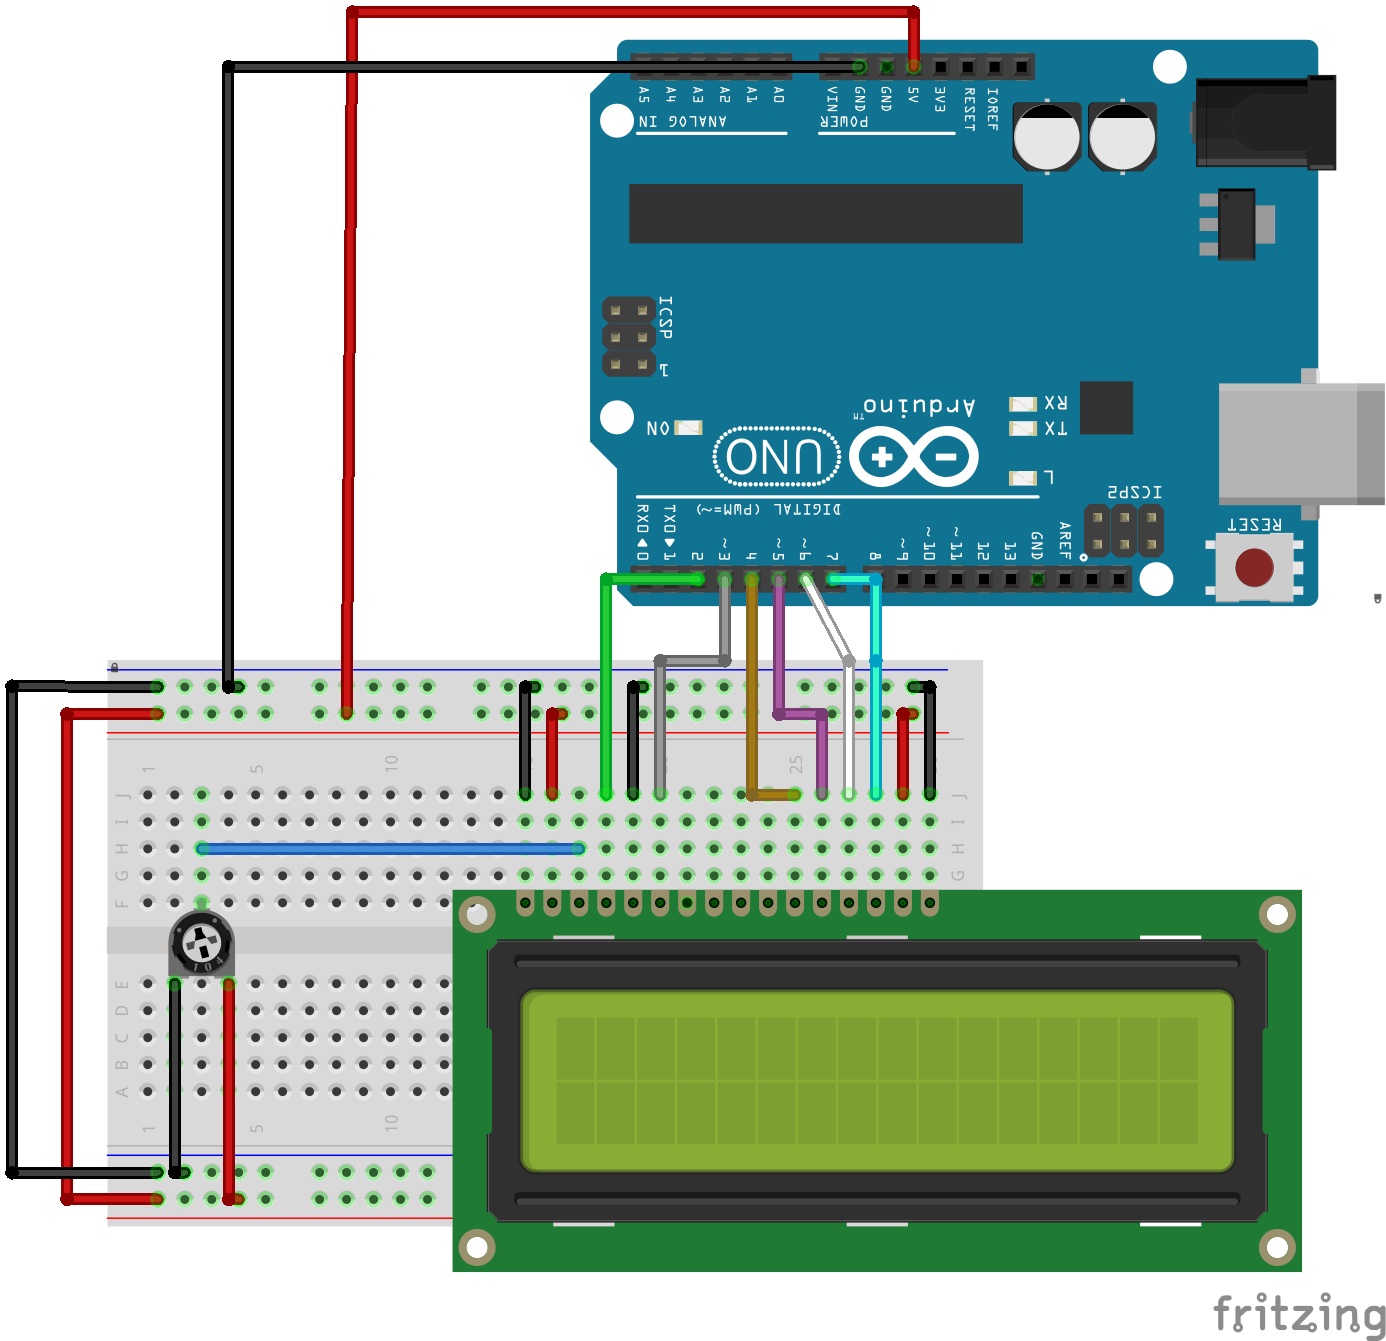 A5 A4 A3 A2 A1 A0
VIN GND GND 5V 3V3 RESET IOREF
ANALOG IN
POWER
ICSP
1
Arduino
TM
UNO
ON
RX
TX
L
ICSP2
DIGITAL (PWM=~)
RX0 ◀ 0
TX0 ▶ 1
2
~3
4
~5
~6
7
8
~9
~10
~11
12
13
GND
AREF
RESET
1 5 10 25
J J
I I
H H
G G
F
104
E
D
C
B
A
1 5 10
fritzing